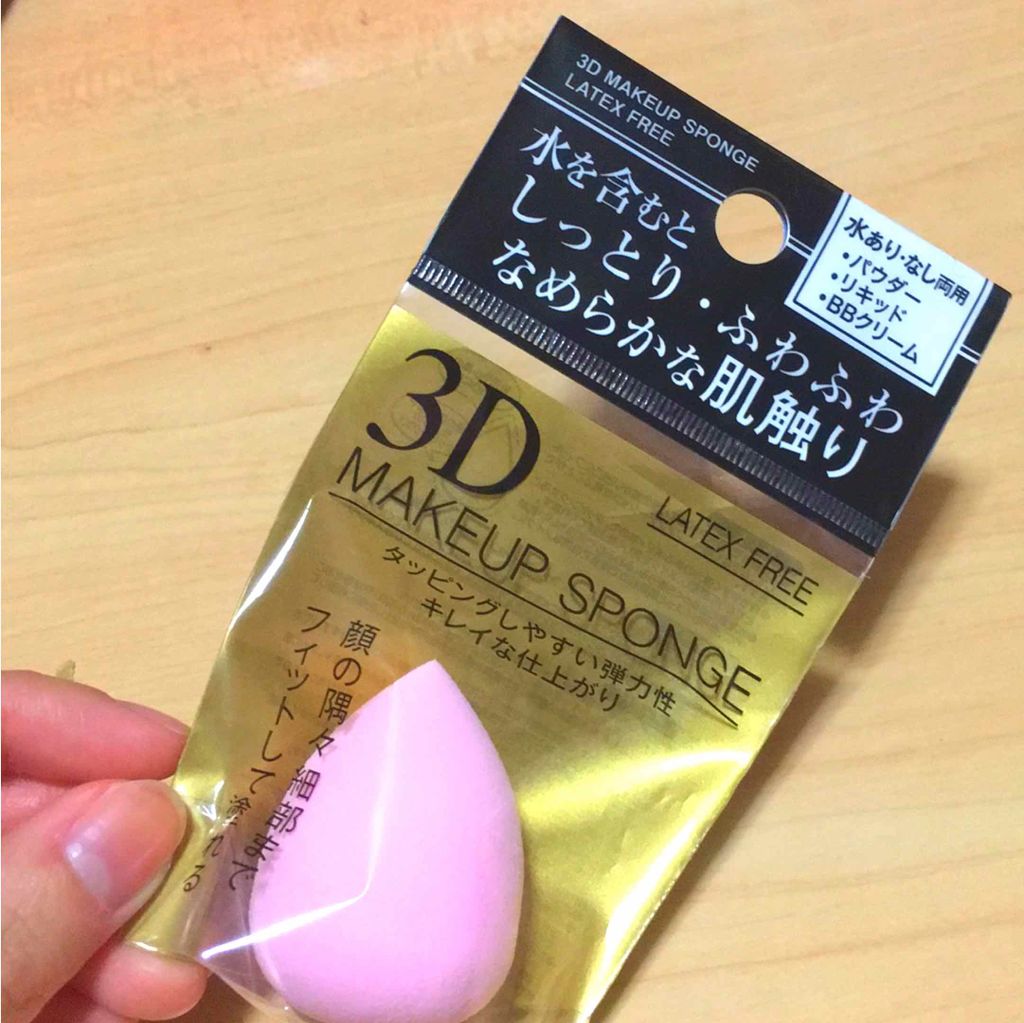 3D MAKEUP SPONGE
LATEX FREE
水を含むと
しっとり・ふわふわ
なめらかな肌触り
水あり・なし両用
・パウダー
・リキッド
・BBクリーム
3D
MAKEUP SPONGE
LATEX FREE
タッピングしやすい弾力性
キレイな仕上がり
顔の隅々 細部まで
フィットして塗れる